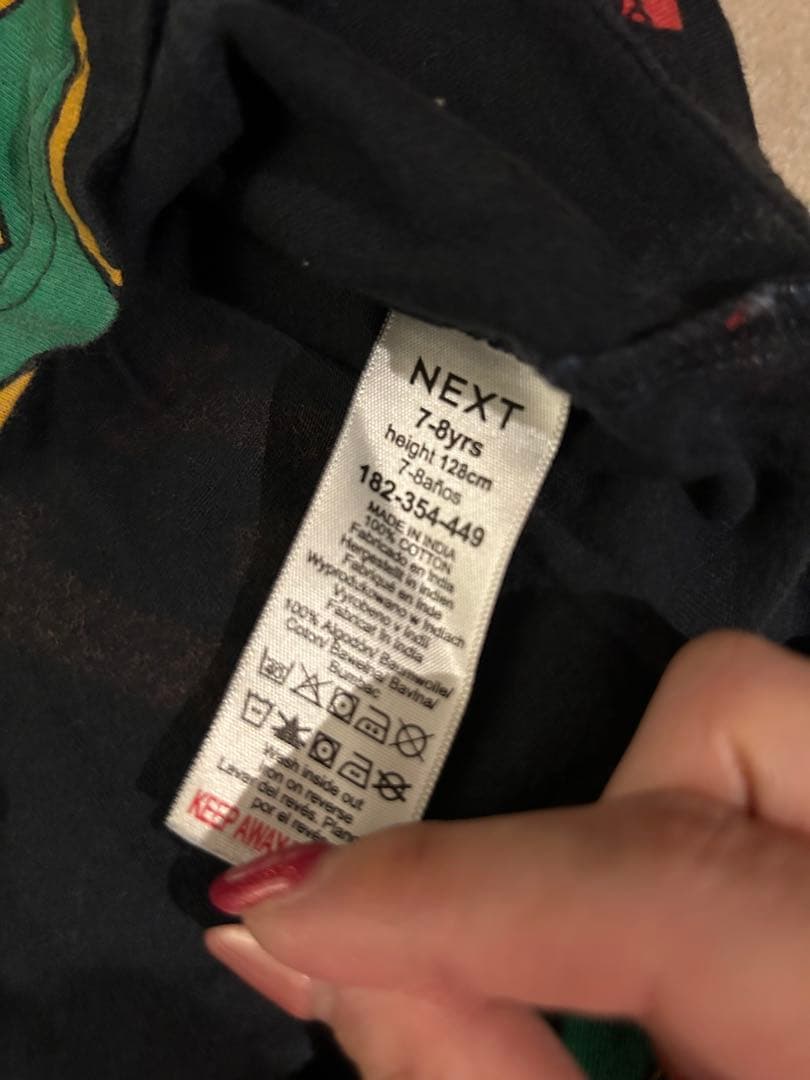 NEXT
7-8yrs
height 128cm
7-8años
182-354-449
MADE IN INDIA
100% COTTON
Fabricado en India
Hergestellt in Indien
Fabriqué en Inde
Wyprodukowano w Indiach
Vyrobeno v Indii
Fabricat în India
100% Algodón/ Baumwolle/
Coton/ Bawełna/ Bavlna/
Bumbac
Wash inside out
Iron on reverse
Lavar del revés. Planc
por el revés
KEEP AWAY